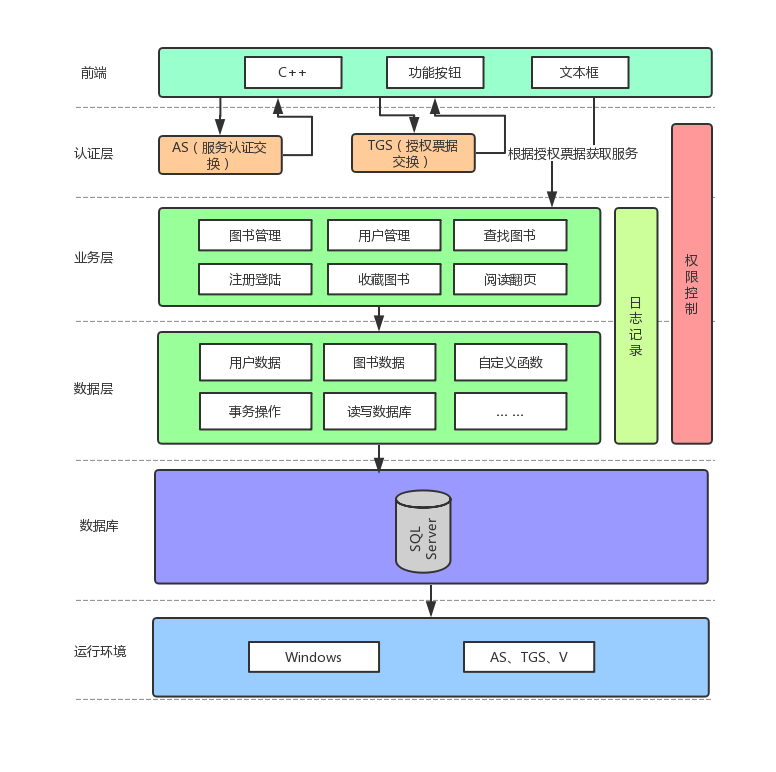 前端
C++
功能按钮
文本框
认证层
AS（服务认证交
换）
TGS（授权票据
交换）
根据授权票据获取服务
业务层
图书管理
用户管理
查找图书
注册登陆
收藏图书
阅读翻页
日志记录
权限控制
数据层
用户数据
图书数据
自定义函数
事务操作
读写数据库
... ...
数据库
SQL
Server
运行环境
Windows
AS、TGS、V